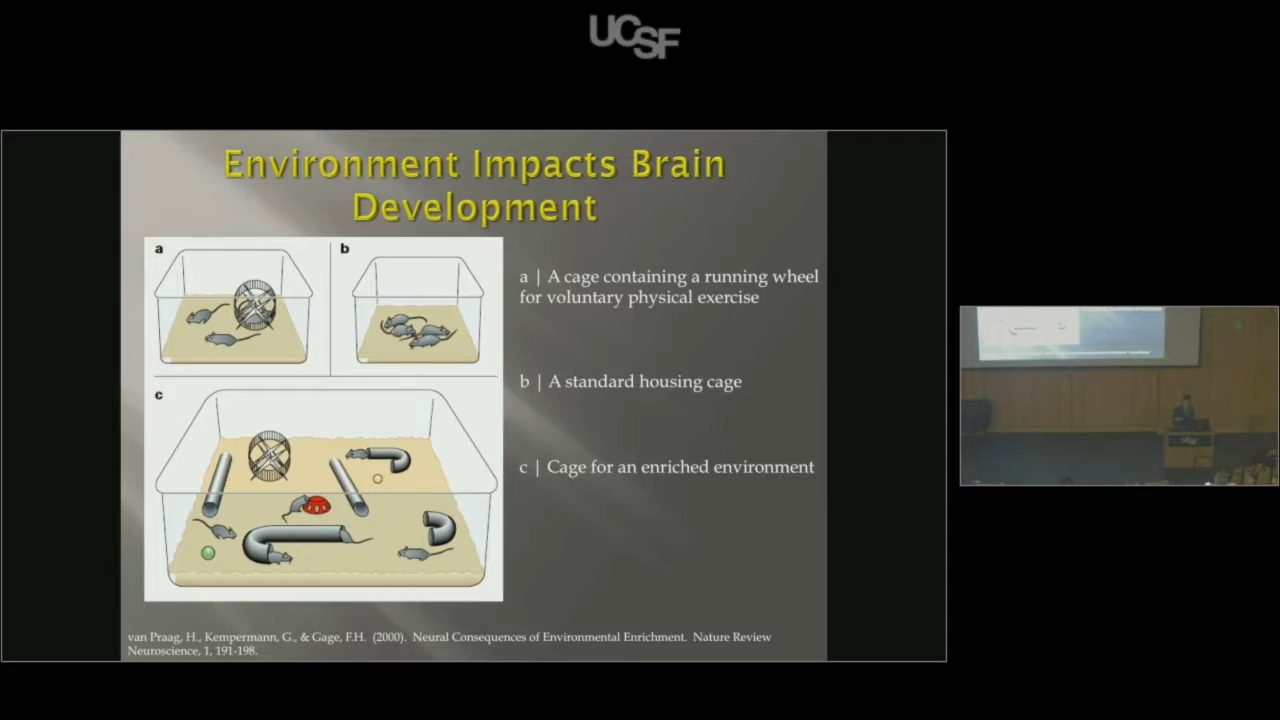 UCSF
Environment Impacts Brain
Development
a
b
c
a | A cage containing a running wheel
for voluntary physical exercise
b | A standard housing cage
c | Cage for an enriched environment
van Praag, H., Kempermann, G., & Gage, F.H. (2000). Neural Consequences of Environmental Enrichment. Nature Review
Neuroscience, 1, 191-198.
UCSF